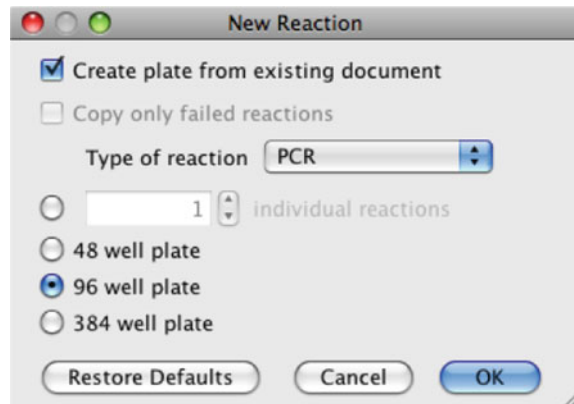 New Reaction
Create plate from existing document
Copy only failed reactions
Type of reaction PCR
1 individual reactions
48 well plate
96 well plate
384 well plate
Restore Defaults Cancel OK